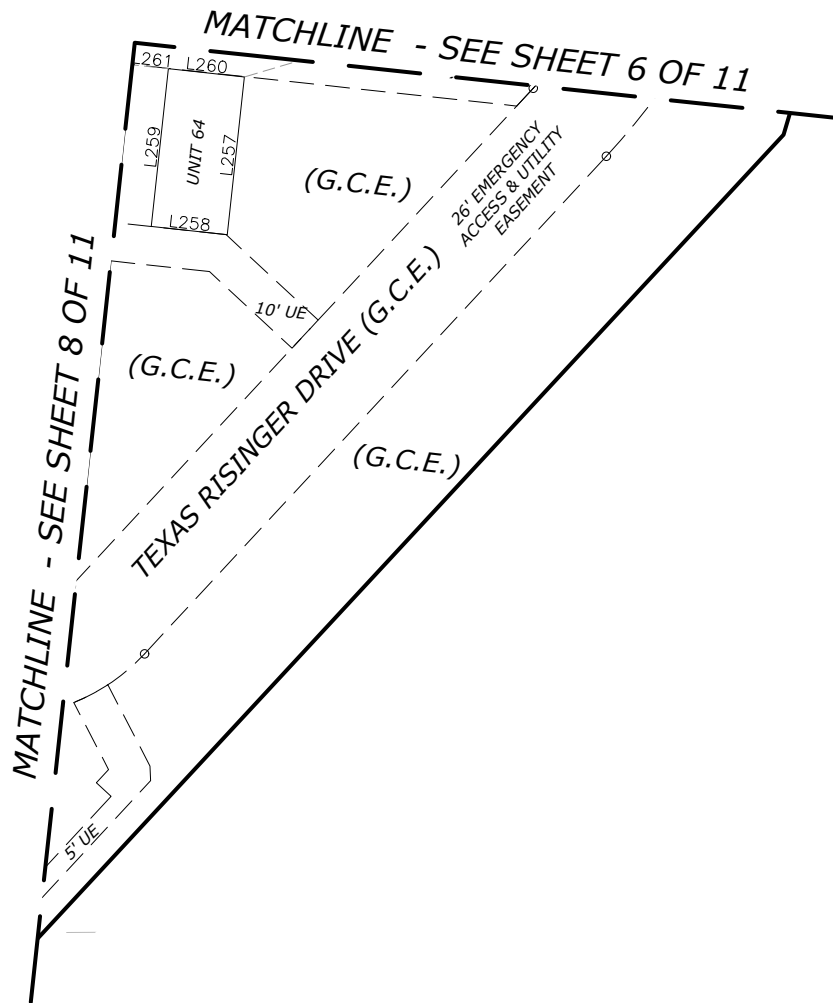 MATCHLINE - SEE SHEET 6 OF 11
L261
L260
L259
UNIT 64
L257
L258
(G.C.E.)
26' EMERGENCY
ACCESS & UTILITY
EASEMENT
10' UE
(G.C.E.)
TEXAS RISINGER DRIVE (G.C.E.)
(G.C.E.)
MATCHLINE - SEE SHEET 8 OF 11
5' UE